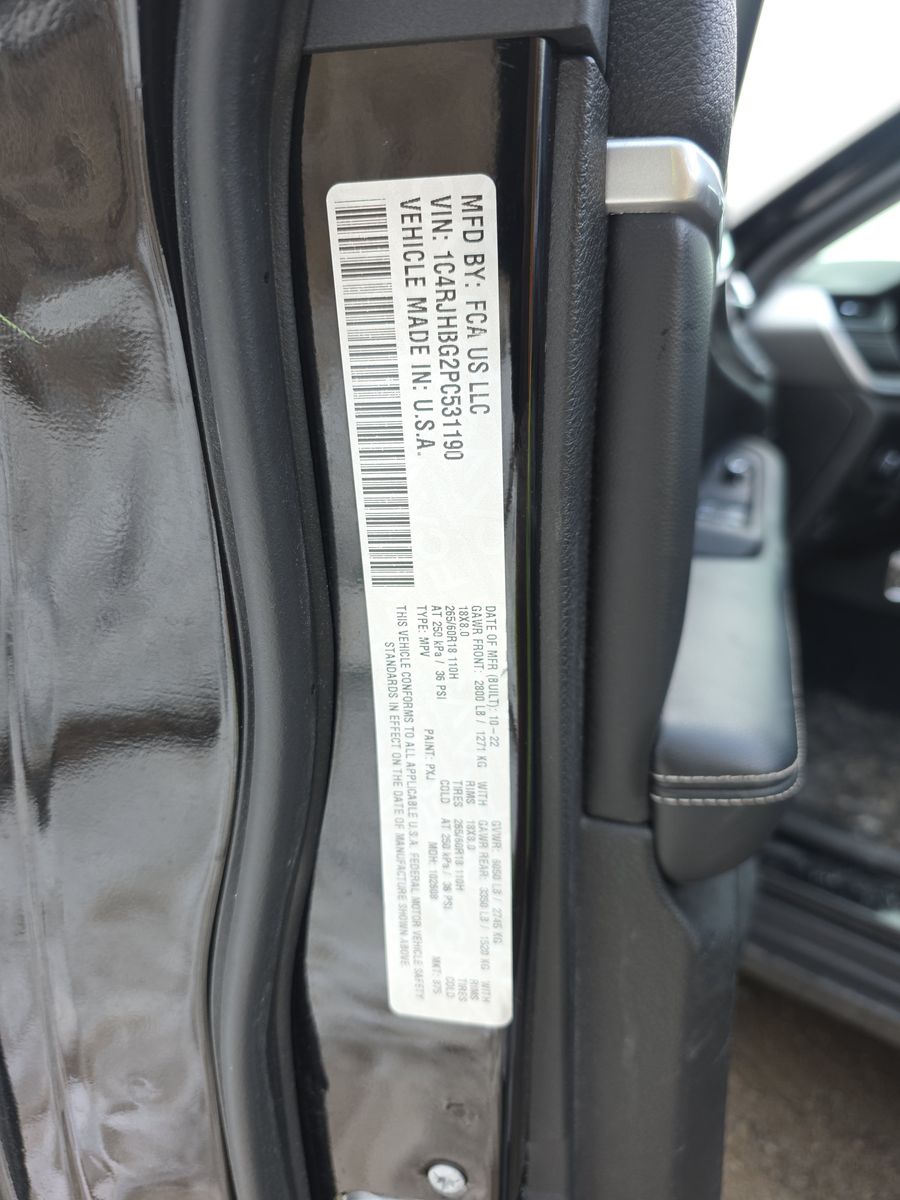 MFD BY: FCA US LLC
VIN: 1C4RJHBG2PC531190
VEHICLE MADE IN: U.S.A.
DATE OF MFR (BUILT): 10-22 GVWR: 6050 LB / 2745 KG
GAWR FRONT: 2800 LB / 1271 KG WITH GAWR REAR: 3350 LB / 1520 KG WITH
18X8.0 RIMS 18X8.0 RIMS
265/60R18 110H TIRES 265/60R18 110H TIRES
AT 250 kPa / 36 PSI COLD AT 250 kPa / 36 PSI COLD
TYPE: MPV PAINT: PXJ MDH: 102608 MKT:
THIS VEHICLE CONFORMS TO ALL APPLICABLE U.S.A. FEDERAL MOTOR VEHICLE SAFETY
STANDARDS IN EFFECT ON THE DATE OF MANUFACTURE SHOWN ABOVE.